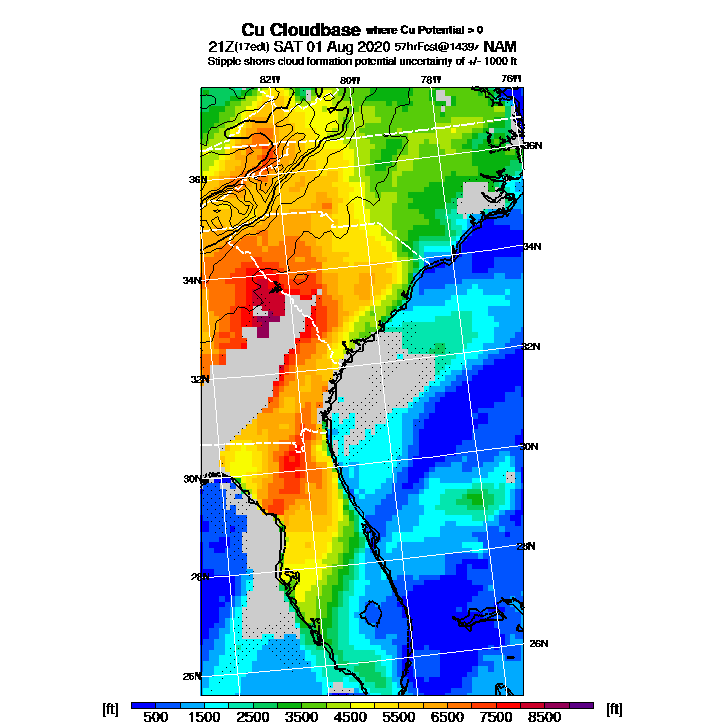 Cu Cloudbase where Cu Potential > 0
21Z(17edt) SAT 01 Aug 2020 57hrFcst@1439z NAM
Stipple shows cloud formation potential uncertainty of +/- 1000 ft
82W 80W 78W 76W
36N
36N
34N
34N
32N
32N
30N
30N
28N
28N
26N
26N
[ft] 500 1500 2500 3500 4500 5500 6500 7500 8500 [ft]